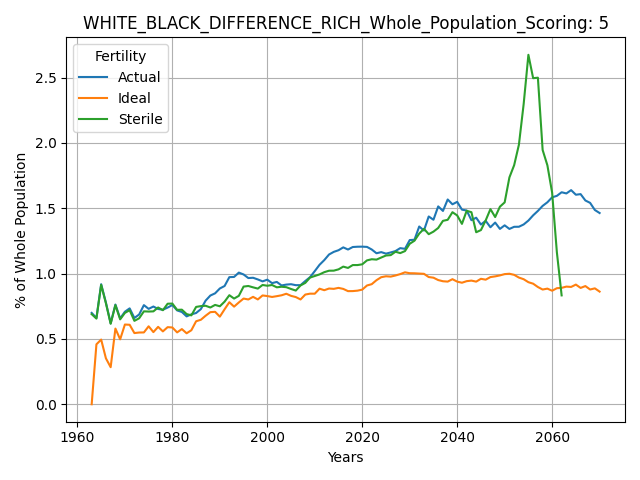 WHITE_BLACK_DIFFERENCE_RICH_Whole_Population_Scoring: 5
Fertility
Actual
Ideal
Sterile
% of Whole Population
2.5
2.0
1.5
1.0
0.5
0.0
1960 1980 2000 2020 2040 2060
Years